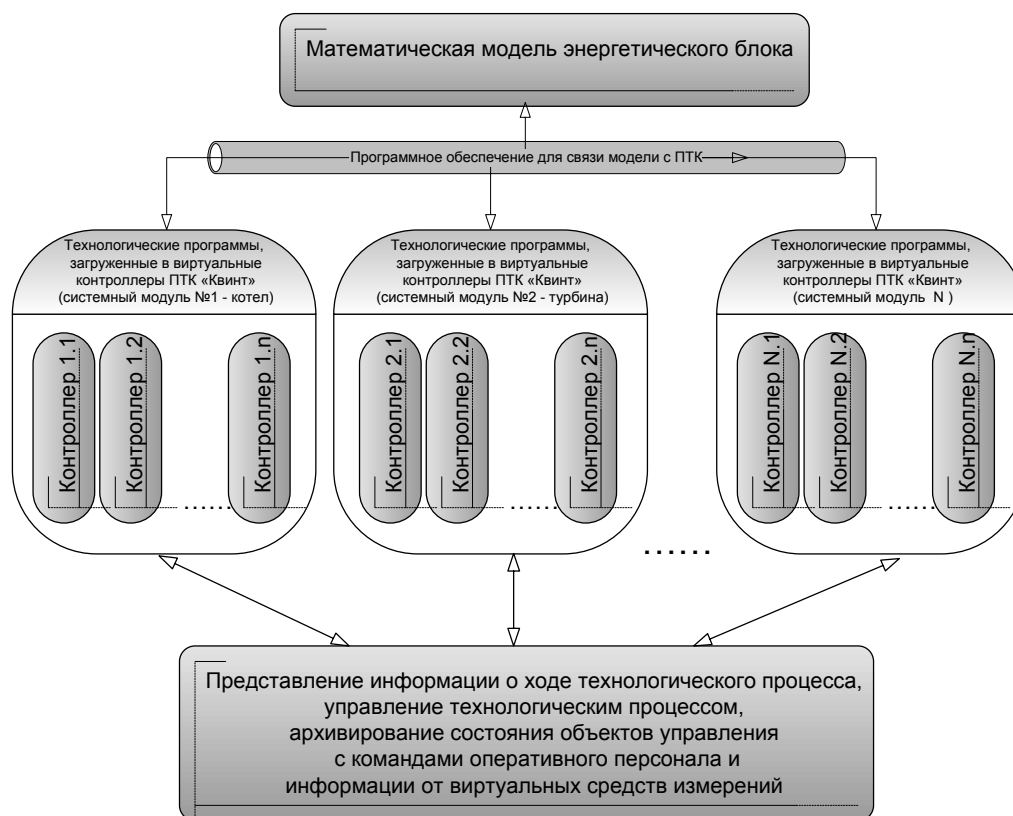 Математическая модель энергетического блока
Программное обеспечение для связи модели с ПТК
Технологические программы,
загруженные в виртуальные
контроллеры ПТК «Квинт»
(системный модуль №1 - котел)
Контроллер 1.1
Контроллер 1.2
......
Контроллер 1.n
Технологические программы,
загруженные в виртуальные
контроллеры ПТК «Квинт»
(системный модуль №2 - турбина)
Контроллер 2.1
Контроллер 2.2
......
Контроллер 2.n
......
Технологические программы,
загруженные в виртуальные
контроллеры ПТК «Квинт»
(системный модуль N )
Контроллер N.1
Контроллер N.2
......
Контроллер N.n
Представление информации о ходе технологического процесса,
управление технологическим процессом,
архивирование состояния объектов управления
с командами оперативного персонала и
информации от виртуальных средств измерений